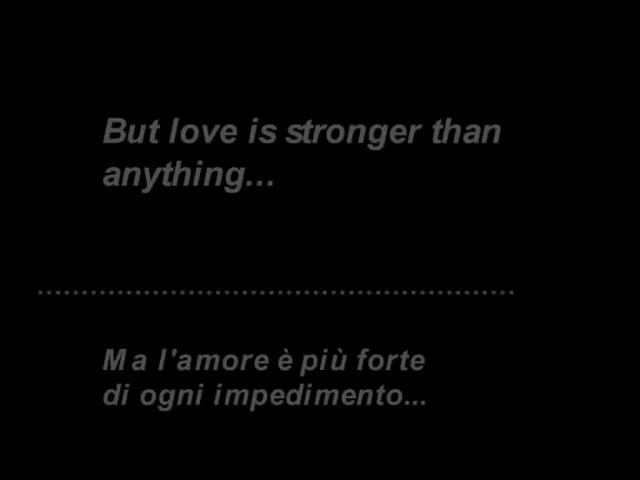 But love is stronger than
anything...
Ma l'amore è più forte
di ogni impedimento...